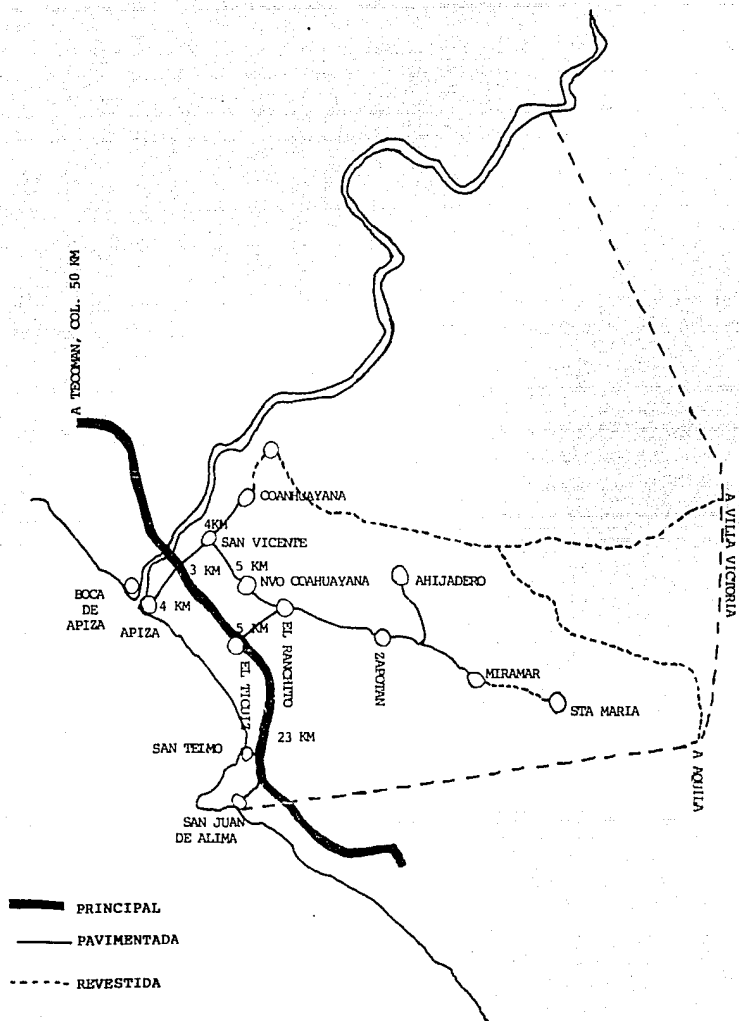 A TECOMAN, COL. 50 KM
COANHUAYANA
4KM
SAN VICENTE
A VILLA VICTORIA
3 KM
5 KM
NVO COAHUAYANA
AHIJADERO
BOCA
DE
APIZA
4 KM
APIZA
5 KM
EL RANCHITO
ZAPOTAN
EL TICUIZ
MIRAMAR
STA MARIA
23 KM
SAN TEIMO
A AQUILA
SAN JUAN
DE ALIMA
PRINCIPAL
PAVIMENTADA
REVESTIDA